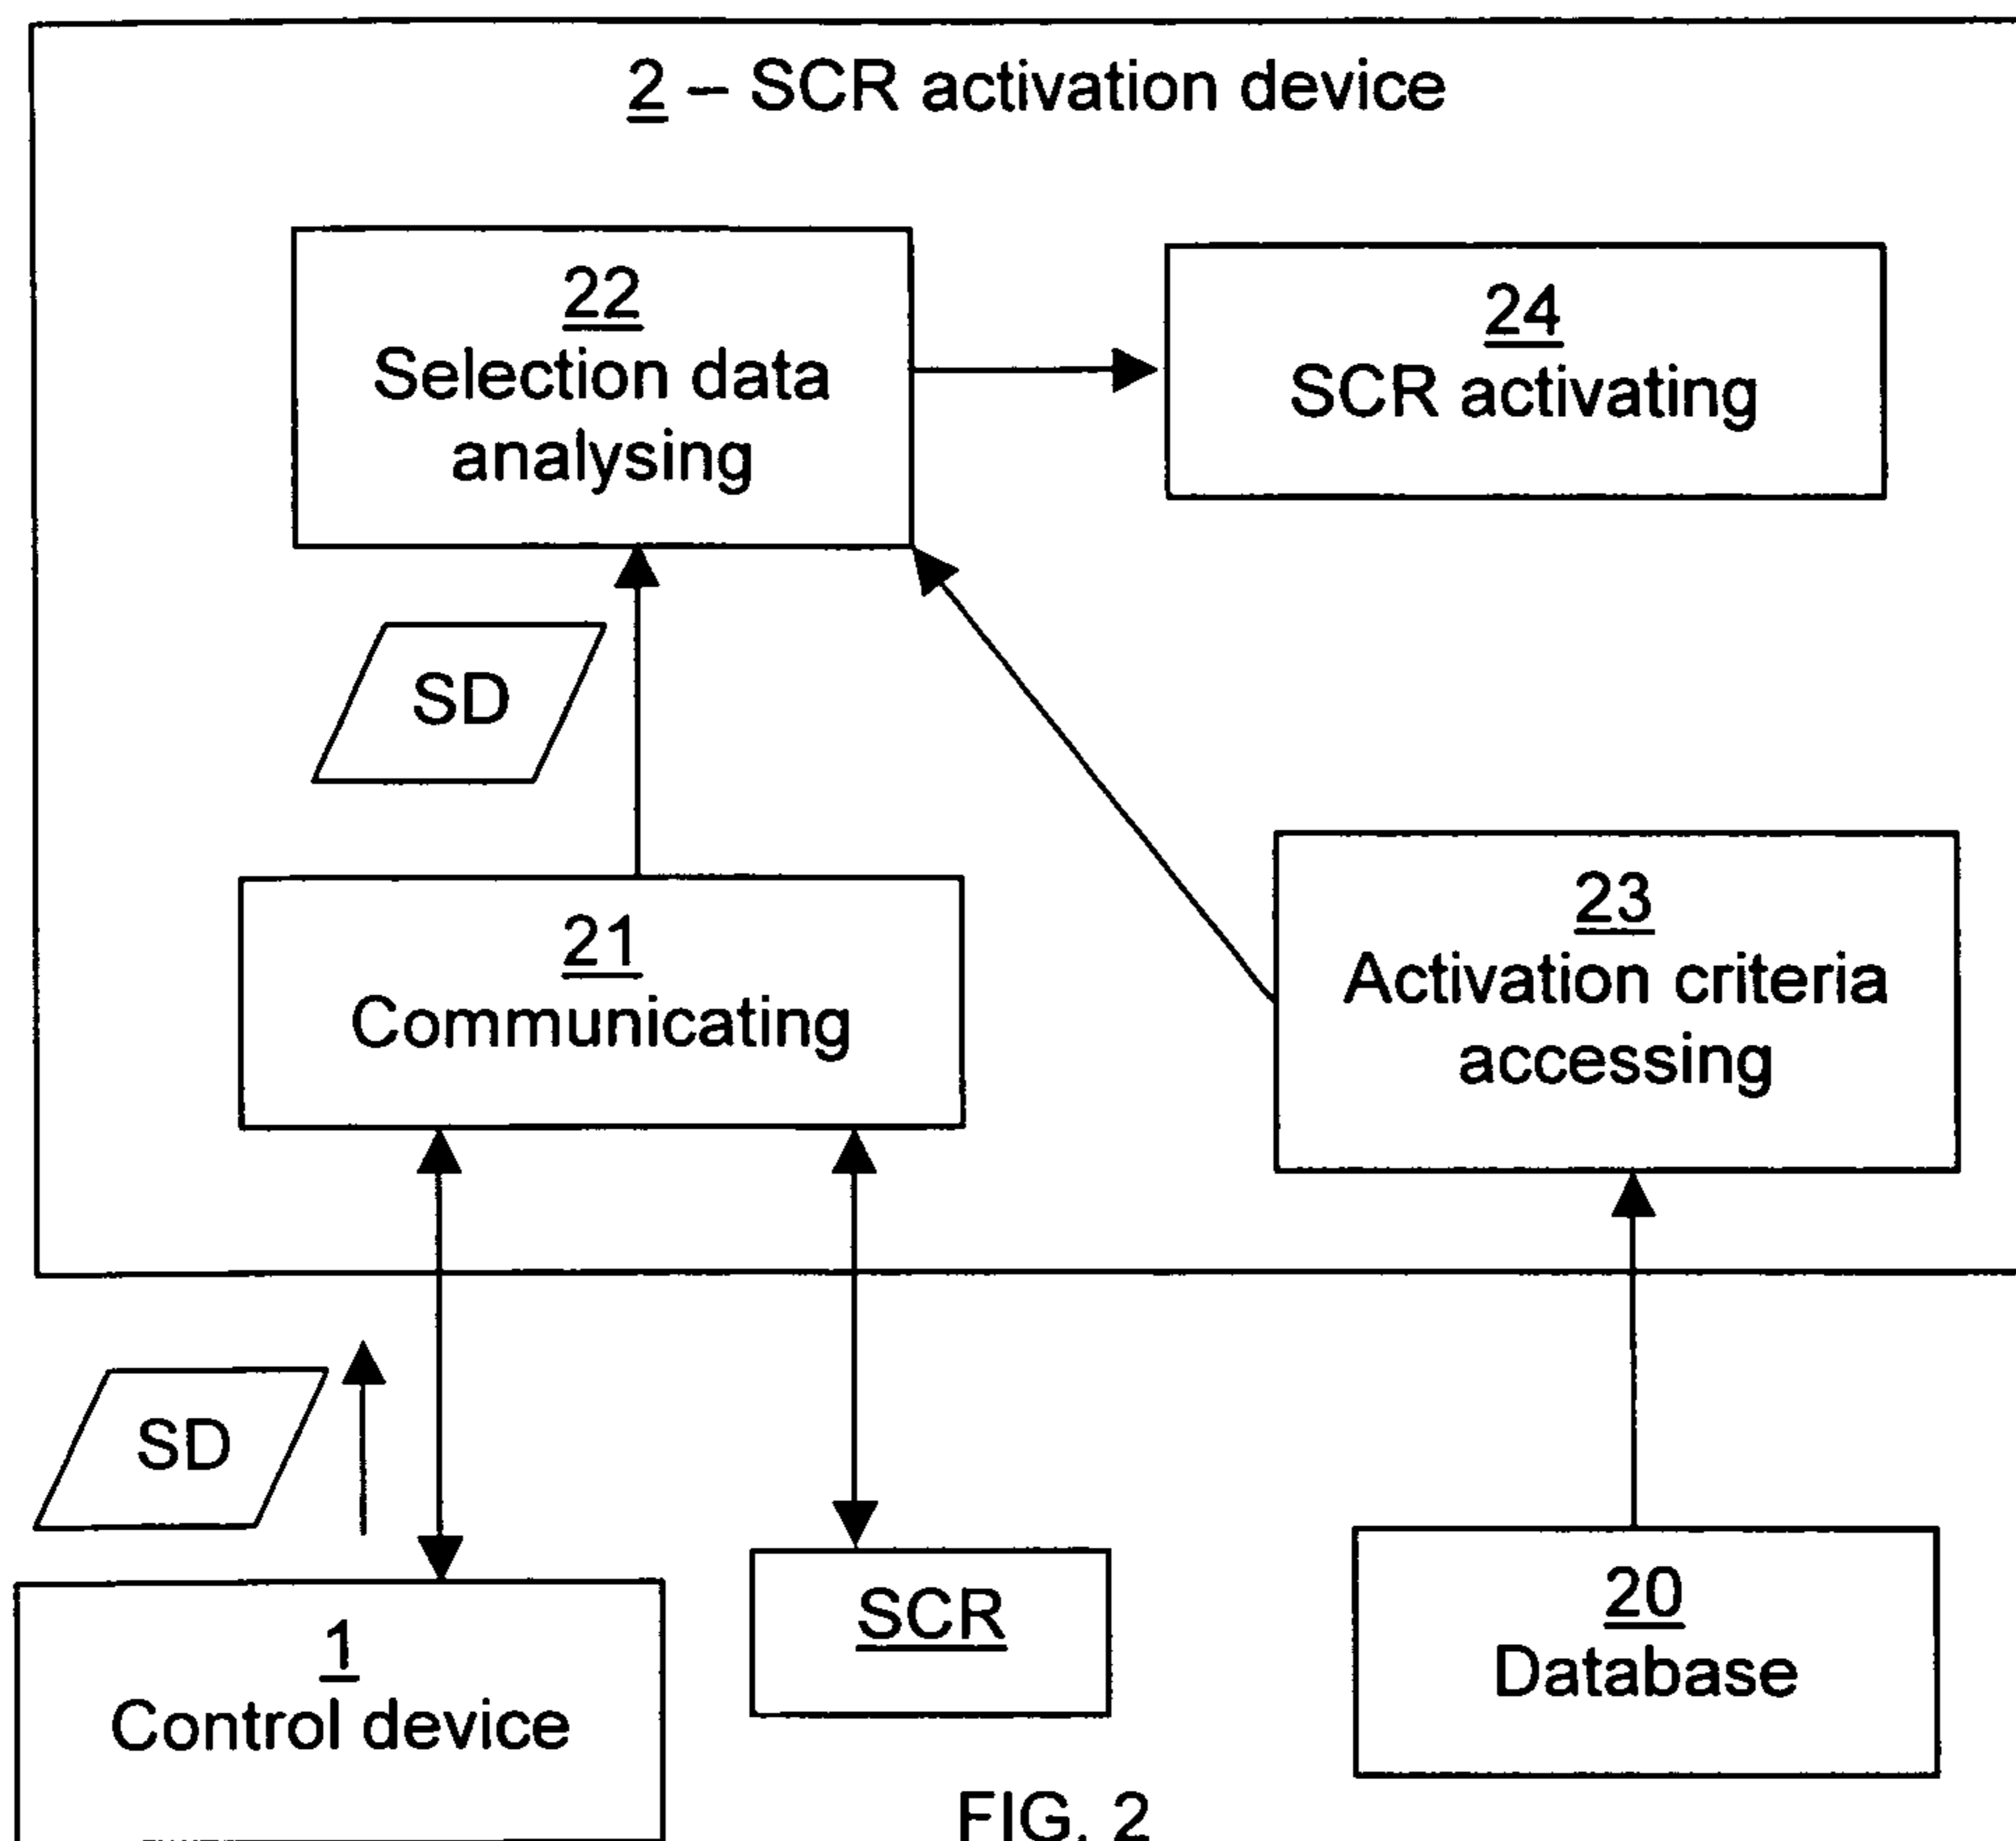 2 – SCR activation device
22
Selection data
analysing
24
SCR activating
SD
21
Communicating
23
Activation criteria
accessing
SD
1
Control device
SCR
20
Database
FIG. 2